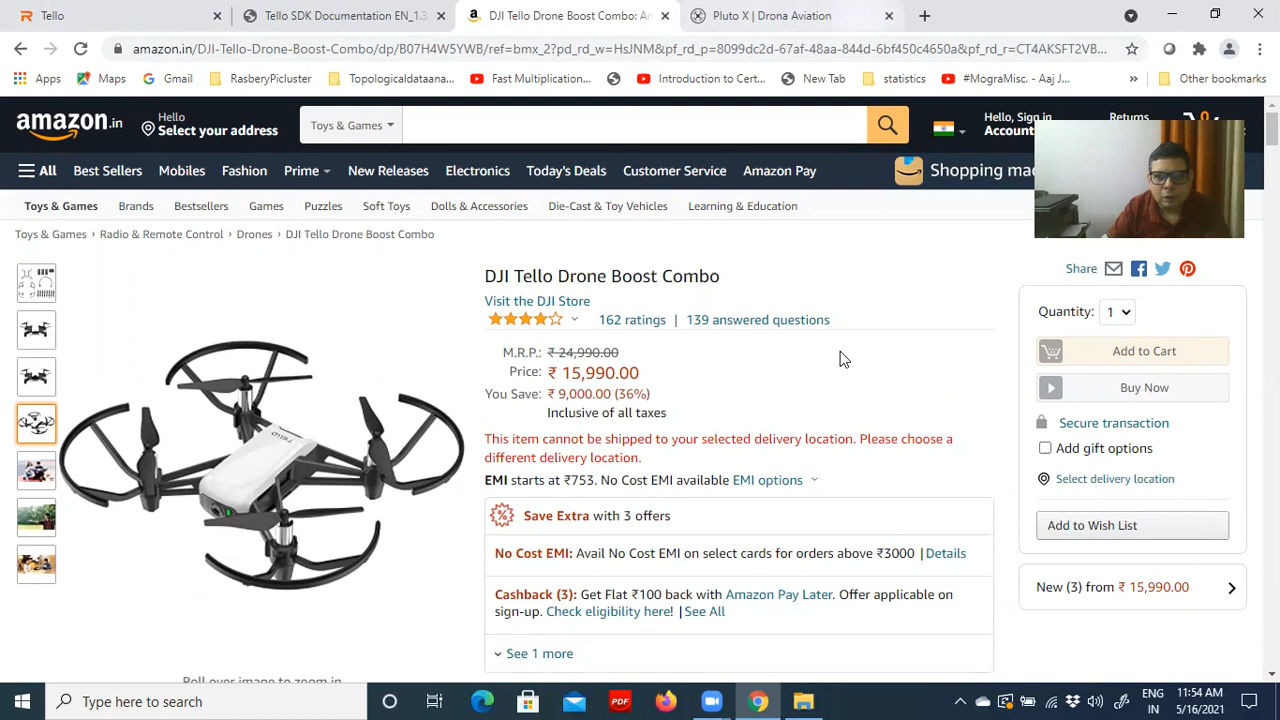 Tello
Tello SDK Documentation EN_1.3
DJI Tello Drone Boost Combo: An
Pluto X | Drona Aviation
amazon.in/DJI-Tello-Drone-Boost-Combo/dp/B07H4W5YWB/ref=bmx_2?pd_rd_w=HsJNM&pf_rd_p=8099dc2d-67af-48aa-844d-6bf450c4650a&pf_rd_r=CT4AKSFT2VB...
Apps Maps Gmail RasberyPicluster Topologicaldataana... Fast Multiplication... Introduction to Cert... New Tab statistics #MograMisc. - Aaj J... » Other bookmarks
amazon.in
Hello
Select your address
Toys & Games
Hello, Sign in
Account
Returns
0
All Best Sellers Mobiles Fashion Prime New Releases Electronics Today's Deals Customer Service Amazon Pay Shopping ma
Toys & Games Brands Bestsellers Games Puzzles Soft Toys Dolls & Accessories Die-Cast & Toy Vehicles Learning & Education
Toys & Games › Radio & Remote Control › Drones › DJI Tello Drone Boost Combo
TELLO
DJI Tello Drone Boost Combo
Visit the DJI Store
162 ratings | 139 answered questions
M.R.P.: ₹ 24,990.00
Price: ₹ 15,990.00
You Save: ₹ 9,000.00 (36%)
Inclusive of all taxes
This item cannot be shipped to your selected delivery location. Please choose a
different delivery location.
EMI starts at ₹753. No Cost EMI available EMI options
Save Extra with 3 offers
No Cost EMI: Avail No Cost EMI on select cards for orders above ₹3000 | Details
Cashback (3): Get Flat ₹100 back with Amazon Pay Later. Offer applicable on
sign-up. Check eligibility here! | See All
See 1 more
Roll over image to zoom in
Share
Quantity: 1
Add to Cart
Buy Now
Secure transaction
Add gift options
Select delivery location
Add to Wish List
New (3) from ₹ 15,990.00
Type here to search
PDF
ENG
IN
11:54 AM
5/16/2021